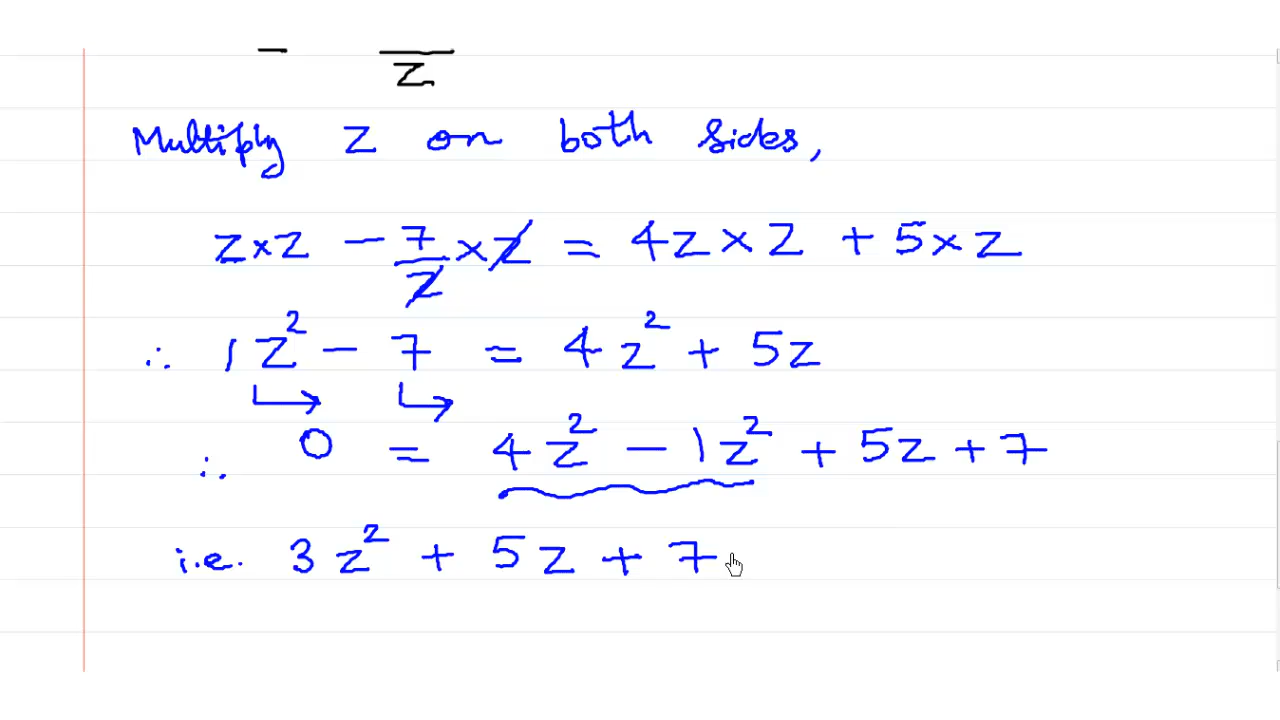 z
Multiply z on both sides,
z × z − 7/z × z = 4z × z + 5 × z
∴ 1z² − 7 = 4z² + 5z
∴ 0 = 4z² − 1z² + 5z + 7
i.e. 3z² + 5z + 7